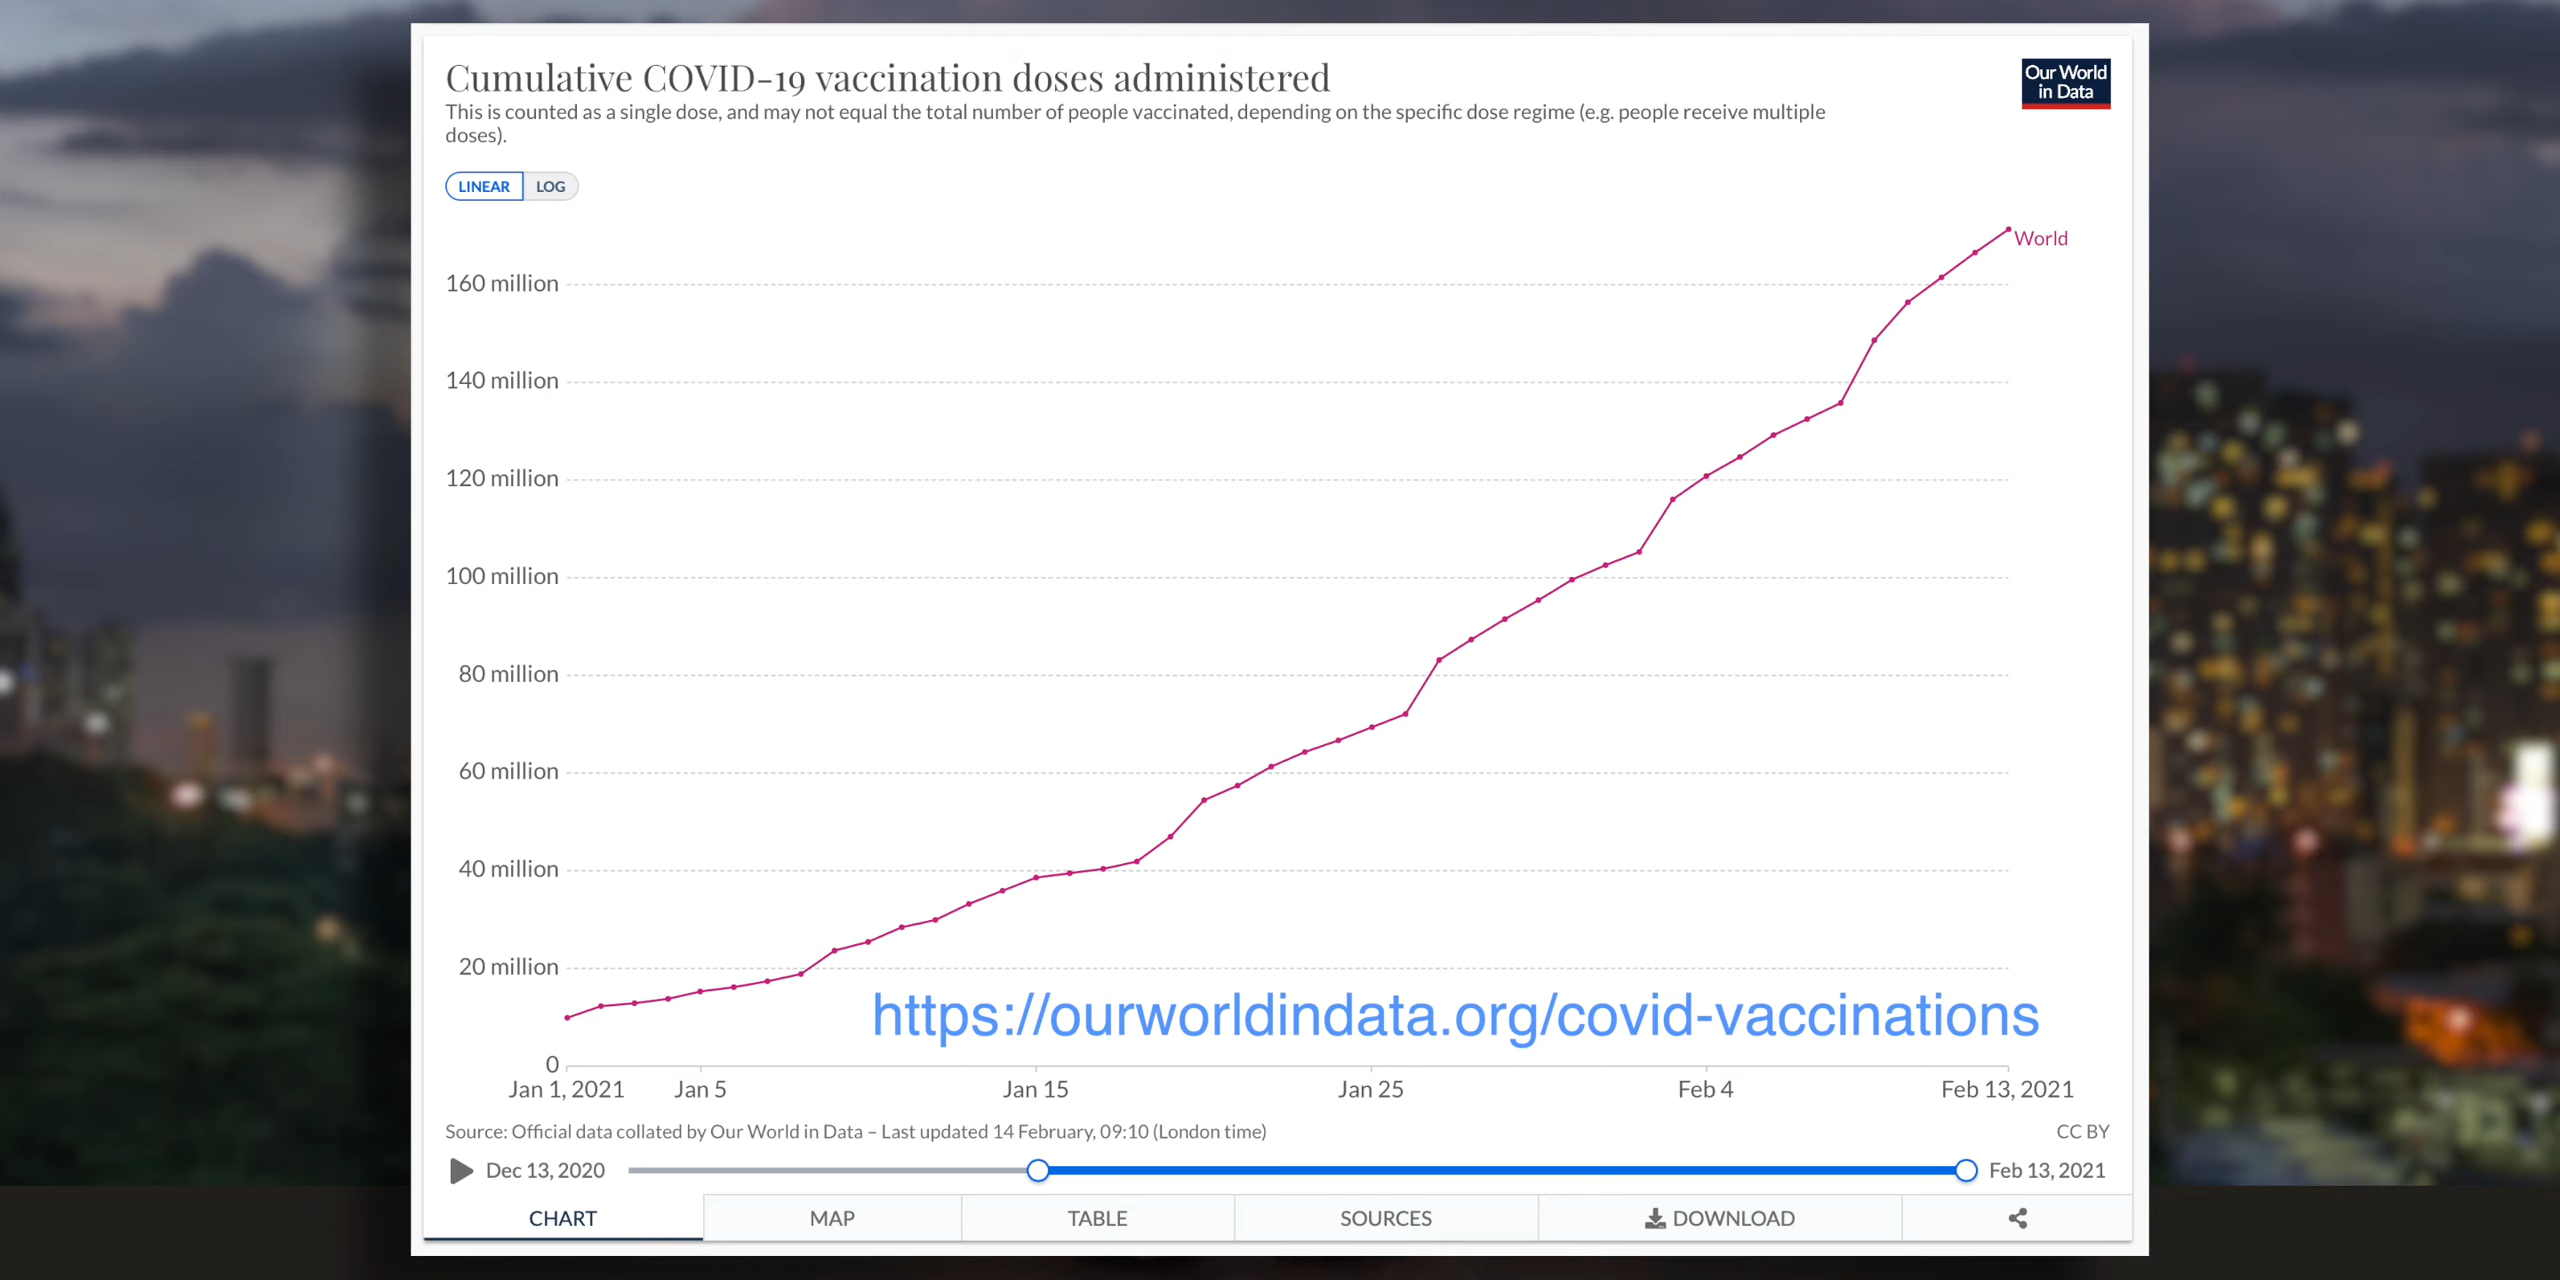 Cumulative COVID-19 vaccination doses administered
Our World
in Data
This is counted as a single dose, and may not equal the total number of people vaccinated, depending on the specific dose regime (e.g. people receive multiple
doses).
LINEAR LOG
World
160 million
140 million
120 million
100 million
80 million
60 million
40 million
20 million
https://ourworldindata.org/covid-vaccinations
0
Jan 1, 2021 Jan 5 Jan 15 Jan 25 Feb 4 Feb 13, 2021
Source: Official data collated by Our World in Data – Last updated 14 February, 09:10 (London time) CC BY
Dec 13, 2020 Feb 13, 2021
CHART MAP TABLE SOURCES DOWNLOAD